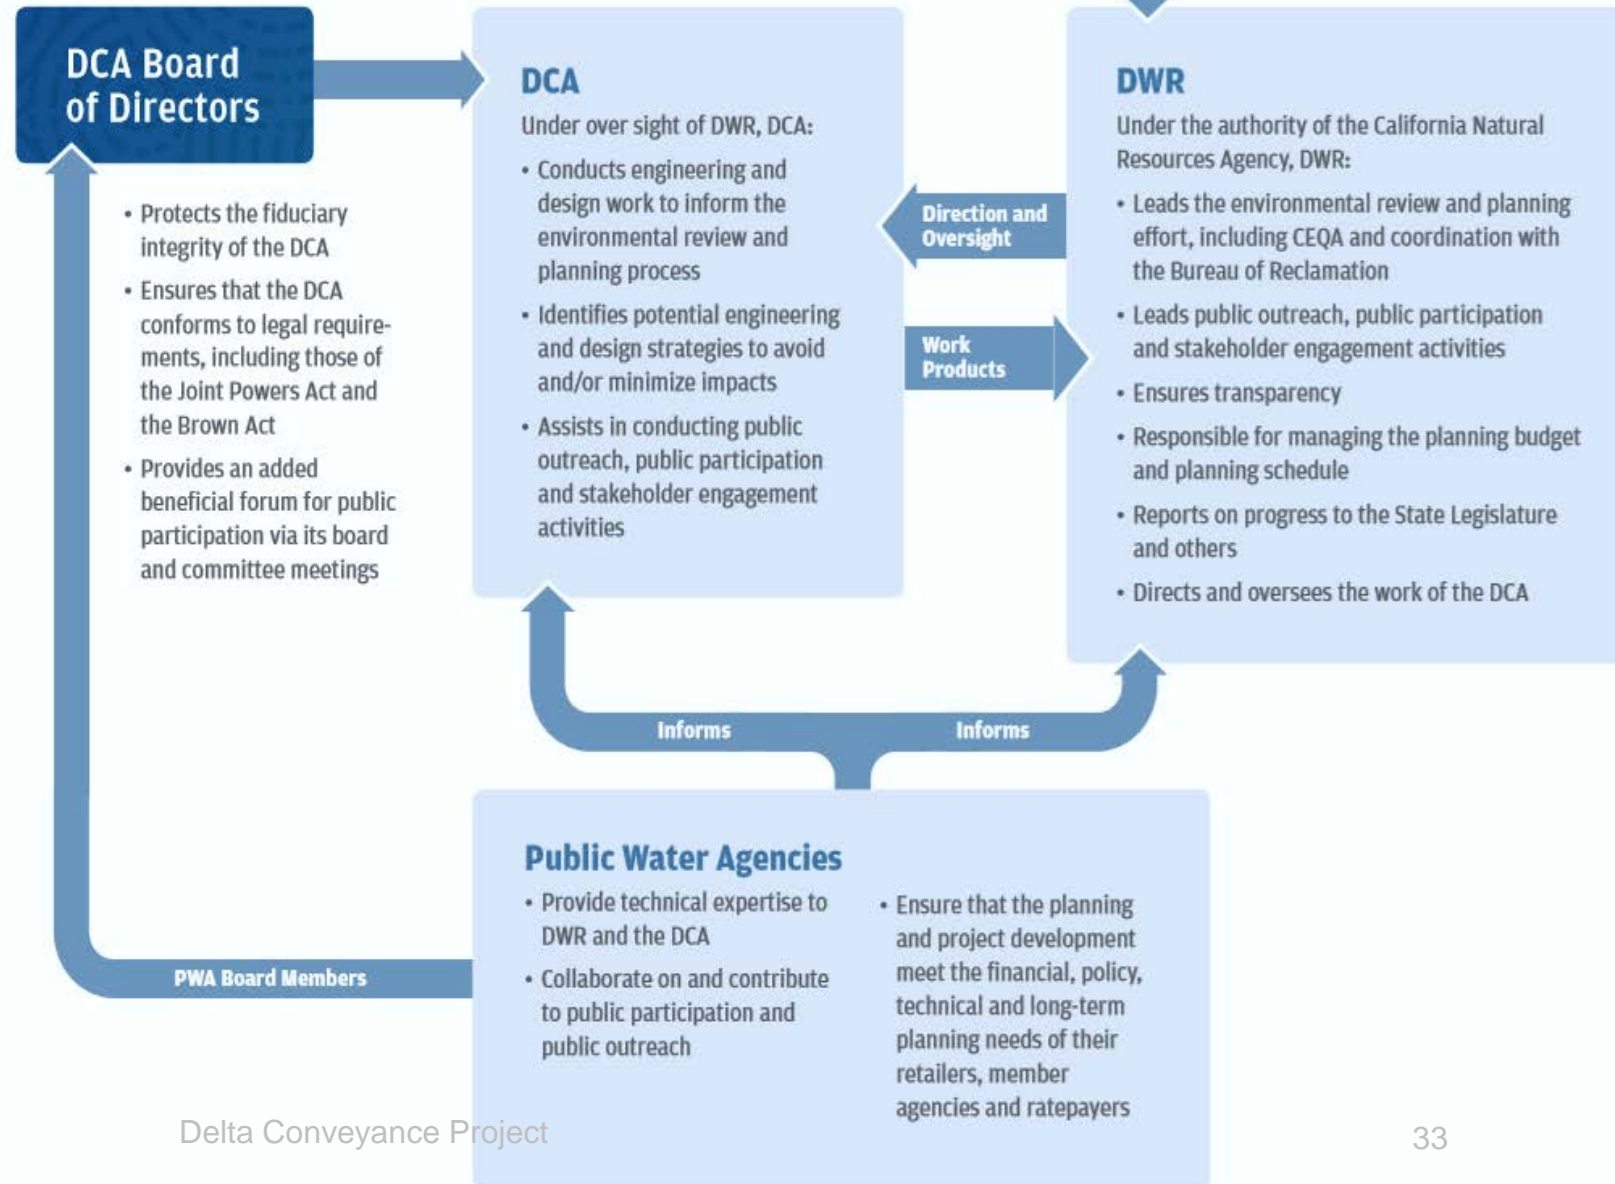 DCA Board
of Directors
• Protects the fiduciary
integrity of the DCA
• Ensures that the DCA
conforms to legal require-
ments, including those of
the Joint Powers Act and
the Brown Act
• Provides an added
beneficial forum for public
participation via its board
and committee meetings
DCA
Under over sight of DWR, DCA:
• Conducts engineering and
design work to inform the
environmental review and
planning process
• Identifies potential engineering
and design strategies to avoid
and/or minimize impacts
• Assists in conducting public
outreach, public participation
and stakeholder engagement
activities
Direction and
Oversight
Work
Products
DWR
Under the authority of the California Natural
Resources Agency, DWR:
• Leads the environmental review and planning
effort, including CEQA and coordination with
the Bureau of Reclamation
• Leads public outreach, public participation
and stakeholder engagement activities
• Ensures transparency
• Responsible for managing the planning budget
and planning schedule
• Reports on progress to the State Legislature
and others
• Directs and oversees the work of the DCA
Informs
Informs
PWA Board Members
Public Water Agencies
• Provide technical expertise to
DWR and the DCA
• Collaborate on and contribute
to public participation and
public outreach
• Ensure that the planning
and project development
meet the financial, policy,
technical and long-term
planning needs of their
retailers, member
agencies and ratepayers
Delta Conveyance Project
33